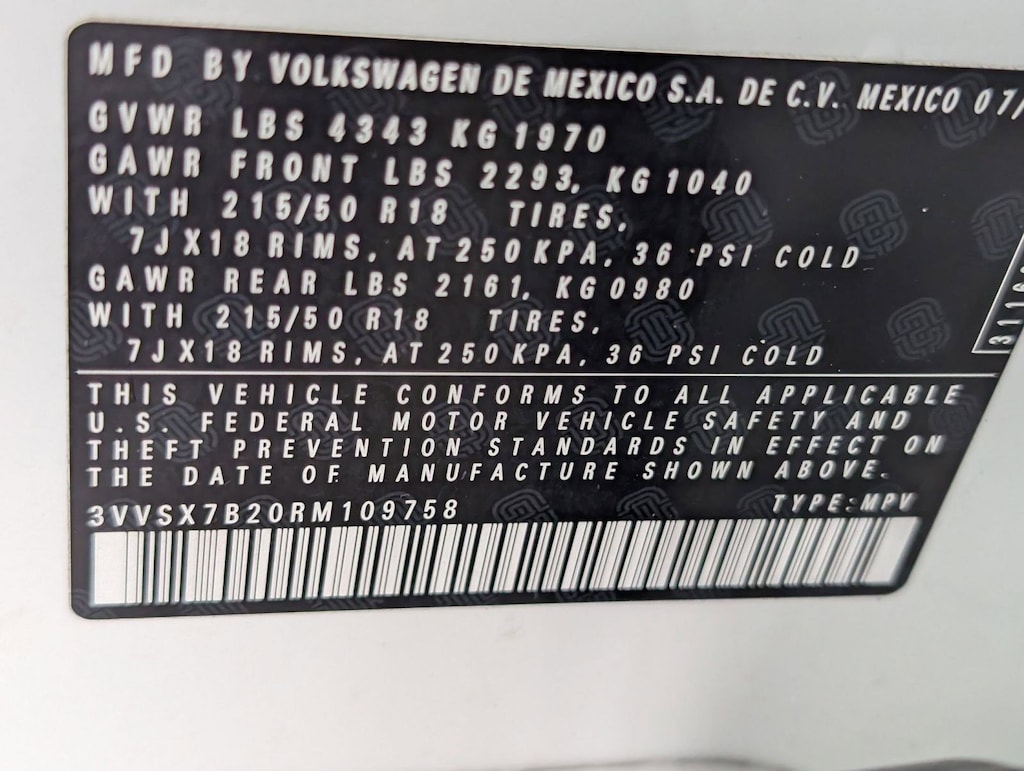 MFD BY VOLKSWAGEN DE MEXICO S.A. DE C.V. MEXICO 07/
GVWR LBS 4343 KG 1970
GAWR FRONT LBS 2293, KG 1040
WITH 215/50 R18 TIRES,
7JX18 RIMS, AT 250 KPA, 36 PSI COLD
GAWR REAR LBS 2161, KG0980
WITH 215/50 R18 TIRES,
7JX18 RIMS, AT 250 KPA, 36 PSI COLD
THIS VEHICLE CONFORMS TO ALL APPLICABLE
U.S. FEDERAL MOTOR VEHICLE SAFETY AND
THEFT PREVENTION STANDARDS IN EFFECT ON
THE DATE OF MANUFACTURE SHOWN ABOVE.
3VVSX7B20RM109758 TYPE:MPV